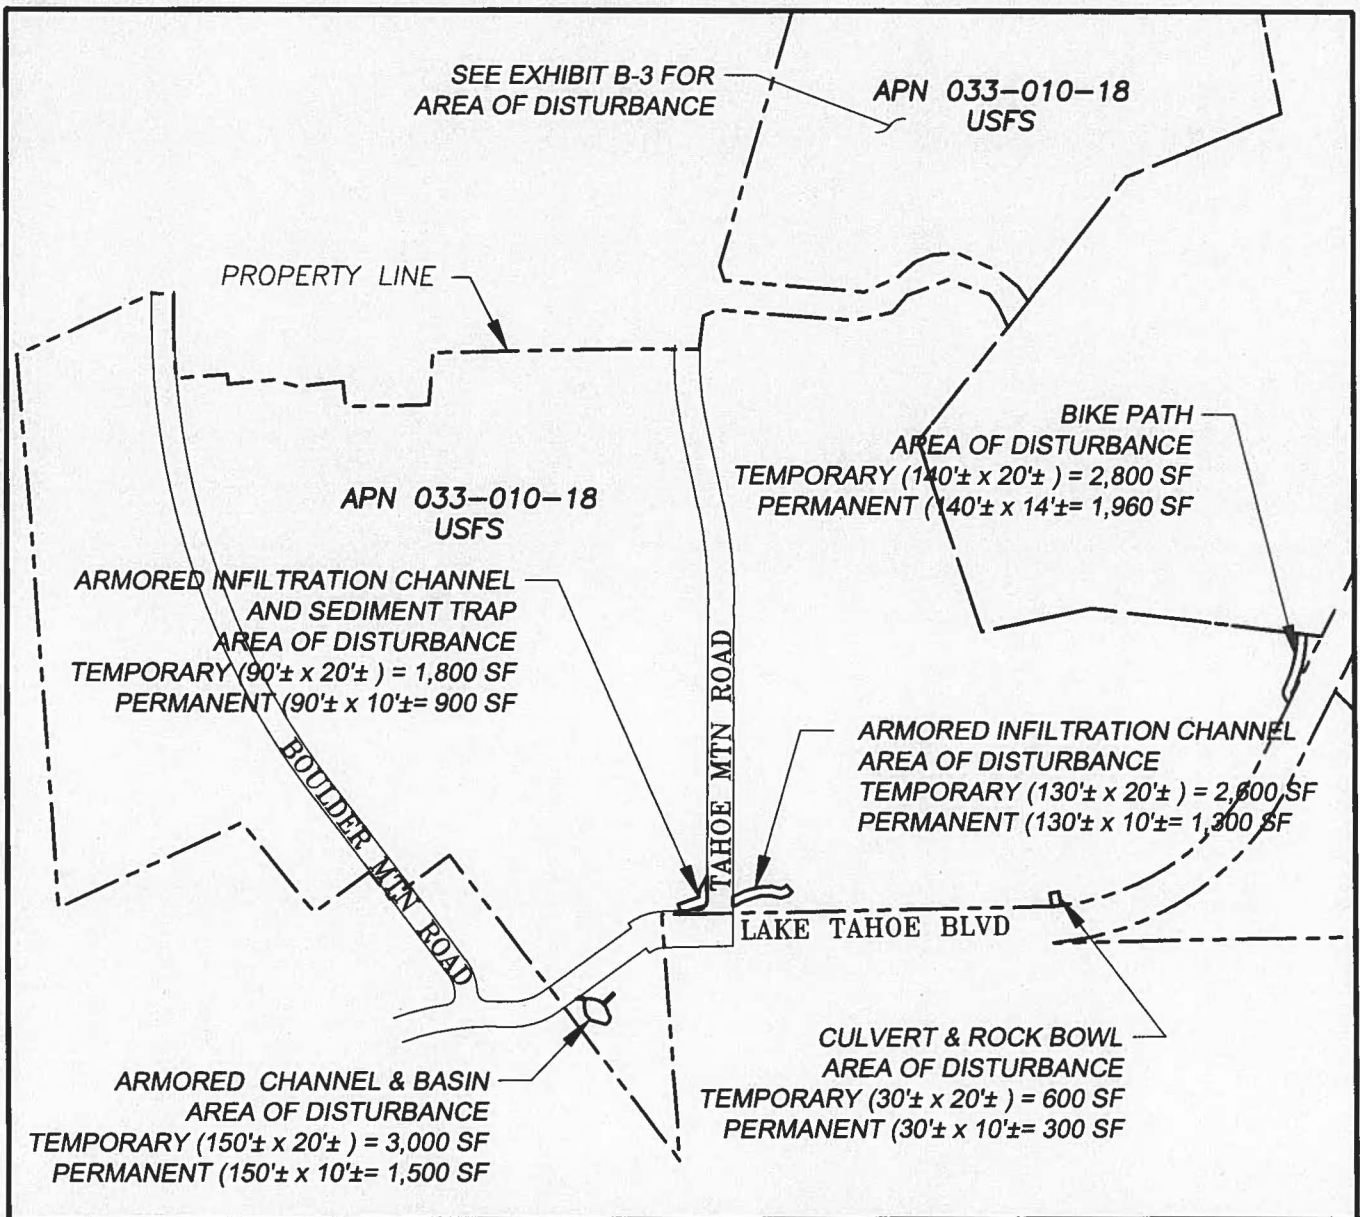 SEE EXHIBIT B-3 FOR
AREA OF DISTURBANCE
APN 033-010-18
USFS
PROPERTY LINE
BIKE PATH
AREA OF DISTURBANCE
TEMPORARY (140'± x 20'± ) = 2,800 SF
PERMANENT (140'± x 14'±= 1,960 SF
APN 033-010-18
USFS
ARMORED INFILTRATION CHANNEL
AND SEDIMENT TRAP
AREA OF DISTURBANCE
TEMPORARY (90'± x 20'± ) = 1,800 SF
PERMANENT (90'± x 10'±= 900 SF
TAHOE MTN ROAD
BOULDER MTN ROAD
ARMORED INFILTRATION CHANNEL
AREA OF DISTURBANCE
TEMPORARY (130'± x 20'± ) = 2,600 SF
PERMANENT (130'± x 10'±= 1,300 SF
LAKE TAHOE BLVD
CULVERT & ROCK BOWL
AREA OF DISTURBANCE
TEMPORARY (30'± x 20'± ) = 600 SF
PERMANENT (30'± x 10'±= 300 SF
ARMORED CHANNEL & BASIN
AREA OF DISTURBANCE
TEMPORARY (150'± x 20'± ) = 3,000 SF
PERMANENT (150'± x 10'±= 1,500 SF